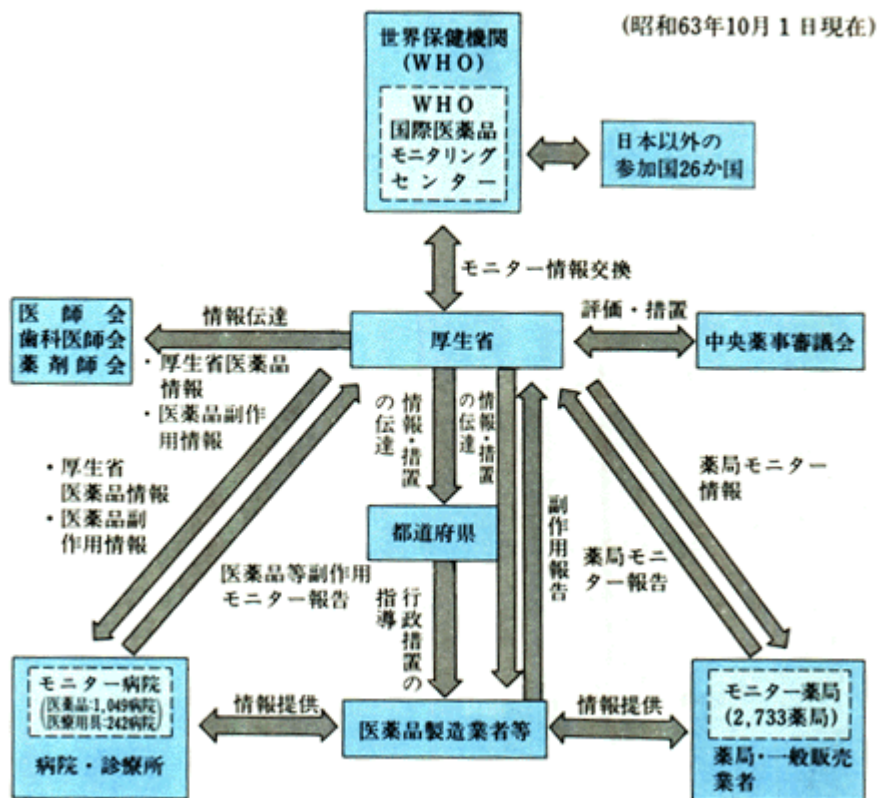 (昭和63年10月1日現在)
世界保健機関
(WHO)
WHO
国際医薬品
モニタリング
センター
日本以外の
参加国26か国
モニター情報交換
医師会
歯科医師会
薬剤師会
情報伝達
厚生省
評価・措置
中央薬事審議会
・厚生省医薬品
情報
・医薬品副作
用情報
・厚生省
医薬品情報
・医薬品副
作用情報
情報・措置
の伝達
情報・措置
の伝達
副作用報告
薬局モニター
情報
薬局モニ
ター報告
都道府県
医薬品等副作用
モニター報告
行政措置の
指導
モニター病院
(医薬品:1,049病院
医療用具:242病院)
病院・診療所
情報提供
医薬品製造業者等
情報提供
モニター薬局
(2,733薬局)
薬局・一般販売
業者